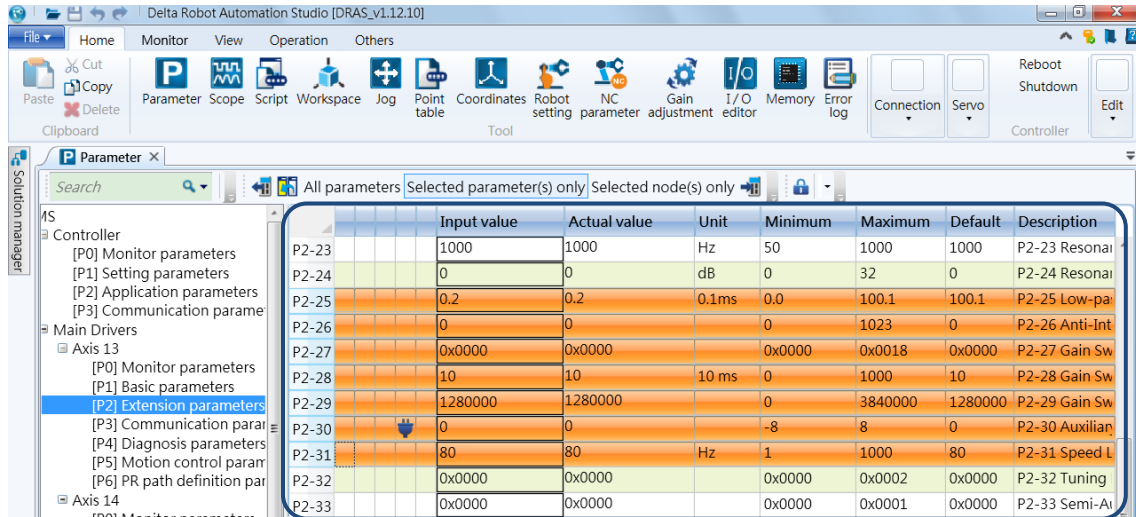 Delta Robot Automation Studio [DRAS_v1.12.10]
File Home Monitor View Operation Others
Paste Cut Copy Delete
Clipboard
Parameter Scope Script Workspace Jog Point table Coordinates Robot setting NC parameter Gain adjustment I/O editor Memory Error log
Tool
Connection Servo
Reboot
Shutdown
Controller
Edit
Solution manager
Parameter
Search All parameters Selected parameter(s) only Selected node(s) only
MS
Controller
[P0] Monitor parameters
[P1] Setting parameters
[P2] Application parameters
[P3] Communication parame
Main Drivers
Axis 13
[P0] Monitor parameters
[P1] Basic parameters
[P2] Extension parameters
[P3] Communication parar
[P4] Diagnosis parameters
[P5] Motion control param
[P6] PR path definition par
Axis 14
Input value Actual value Unit Minimum Maximum Default Description
P2-23 1000 1000 Hz 50 1000 1000 P2-23 Resonar
P2-24 0 0 dB 0 32 0 P2-24 Resonar
P2-25 0.2 0.2 0.1ms 0.0 100.1 100.1 P2-25 Low-pa
P2-26 0 0 0 1023 0 P2-26 Anti-Int
P2-27 0x0000 0x0000 0x0000 0x0018 0x0000 P2-27 Gain Sw
P2-28 10 10 10 ms 0 1000 10 P2-28 Gain Sw
P2-29 1280000 1280000 0 3840000 1280000 P2-29 Gain Sw
P2-30 0 0 -8 8 0 P2-30 Auxilian
P2-31 80 80 Hz 1 1000 80 P2-31 Speed L
P2-32 0x0000 0x0000 0x0000 0x0002 0x0000 P2-32 Tuning
P2-33 0x0000 0x0000 0x0000 0x0001 0x0000 P2-33 Semi-Au